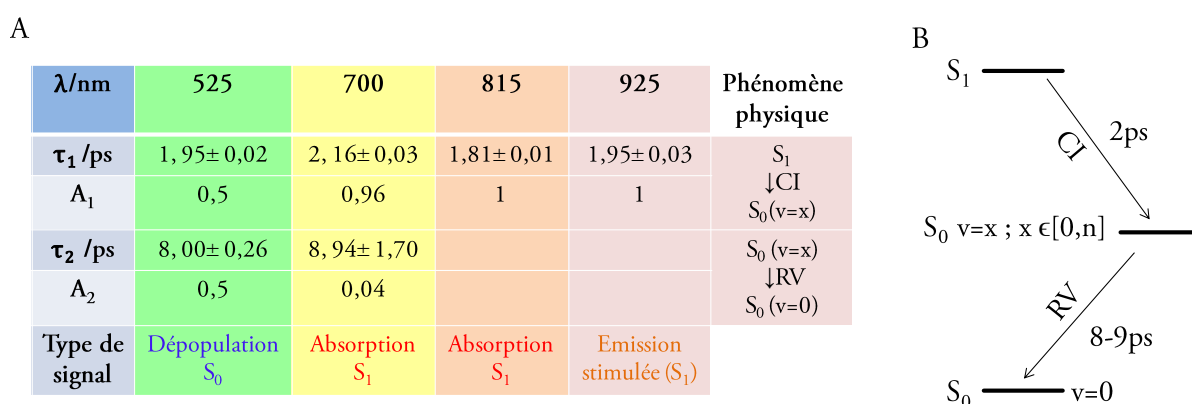 A
λ/nm 525 700 815 925 Phénomène
physique
τ1 /ps 1,95± 0,02 2, 16± 0,03 1,81± 0,01 1,95± 0,03 S1
↓CI
S0 (v=x)
A1 0,5 0,96 1 1
τ2 /ps 8, 00± 0,26 8, 94± 1,70 S0 (v=x)
↓RV
S0 (v=0)
A2 0,5 0,04
Type de
signal
Dépopulation
S0
Absorption
S1
Absorption
S1
Emission
stimulée (S1)
B
S1
CI
2ps
S0 v=x ; x ϵ[0,n]
RV
8-9ps
S0 v=0